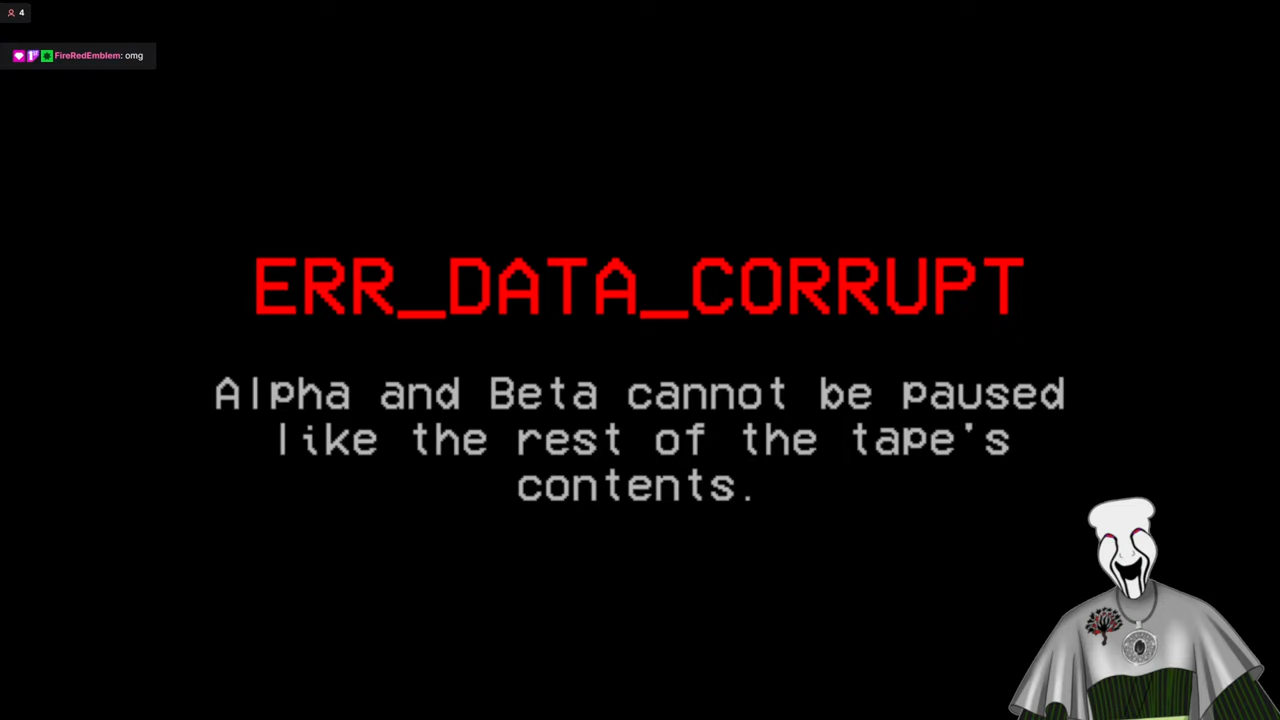 4
FireRedEmblem: omg
ERR_DATA_CORRUPT
Alpha and Beta cannot be paused
like the rest of the tape's
contents.